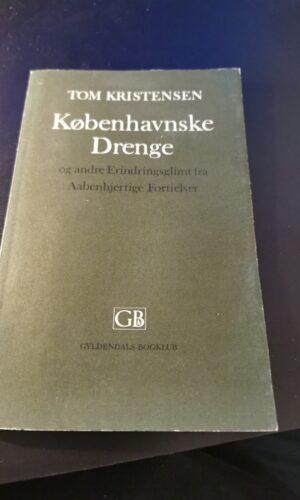 TOM KRISTENSEN
Københavnske
Drenge
og andre Erindringsglimt fra
Aabenhjertige Fortielser
GB
GYLDENDALS BOGKLUB